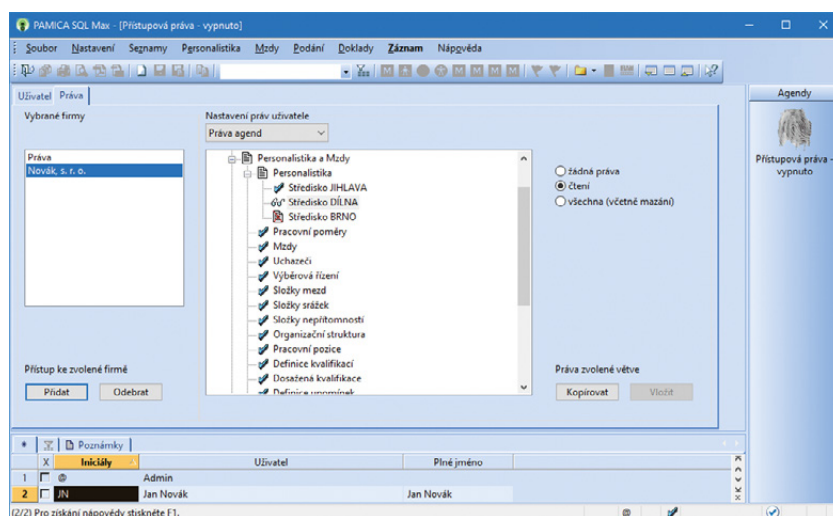 PAMICA SQL Max - [Přístupová práva - vypnuto]
Soubor Nastavení Seznamy Personalistika Mzdy Podání Doklady Záznam Nápověda
Uživatel Práva
Agendy
Přístupová práva - vypnuto
Vybrané firmy
Práva
Novák, s. r. o.
Nastavení práv uživatele
Práva agend
Personalistika a Mzdy
Personalistika
Středisko JIHLAVA
Středisko DÍLNA
Středisko BRNO
Pracovní poměry
Mzdy
Uchazeči
Výběrová řízení
Složky mezd
Složky srážek
Složky nepřítomností
Organizační struktura
Pracovní pozice
Definice kvalifikací
Dosažená kvalifikace
Definice upomínek
žádná práva
čtení
všechna (včetně mazání)
Přístup ke zvolené firmě
Přidat Odebrat
Práva zvolené větve
Kopírovat Vložit
* Poznámky
X Iniciály Uživatel Plné jméno
1 @ Admin
2 JN Jan Novák Jan Novák
(2/2) Pro získání nápovědy stiskněte F1. @